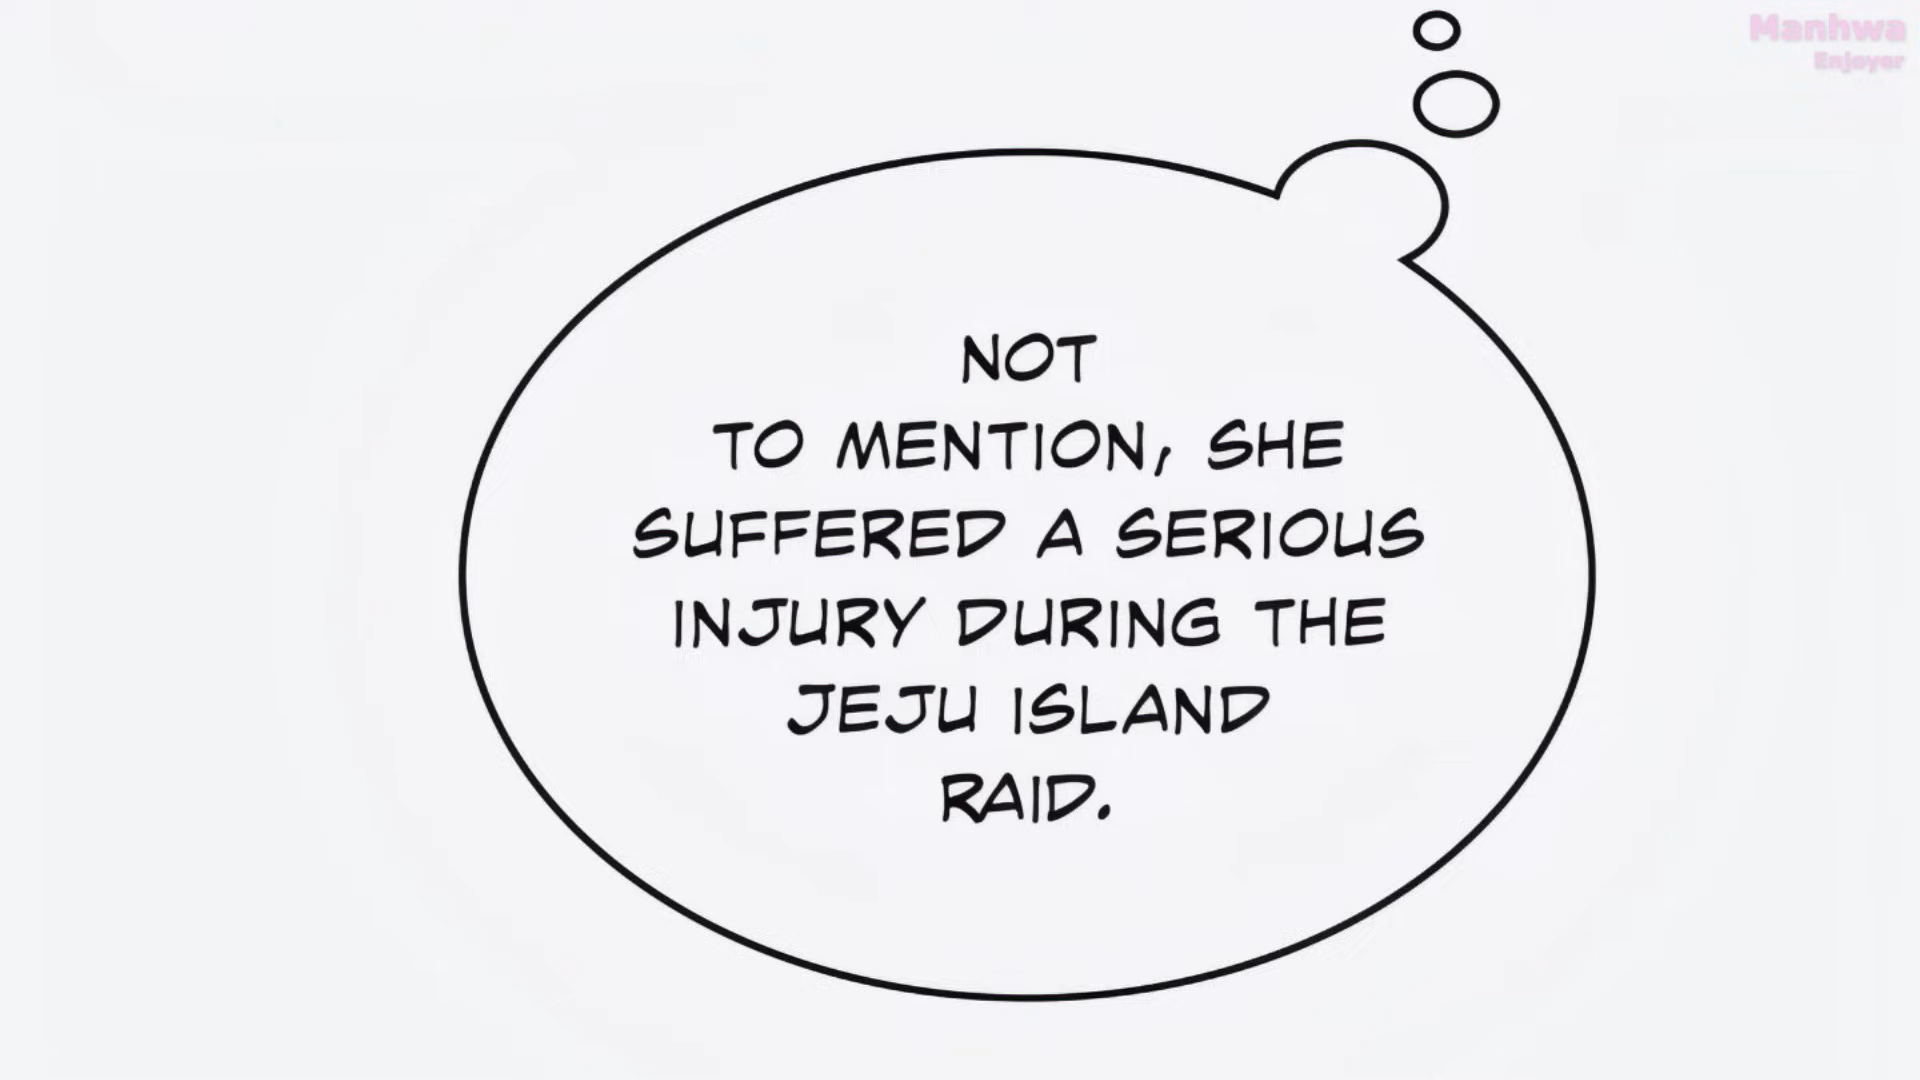 Manhwa
Enjoyer
NOT
TO MENTION, SHE
SUFFERED A SERIOUS
INJURY DURING THE
JEJU ISLAND
RAID.